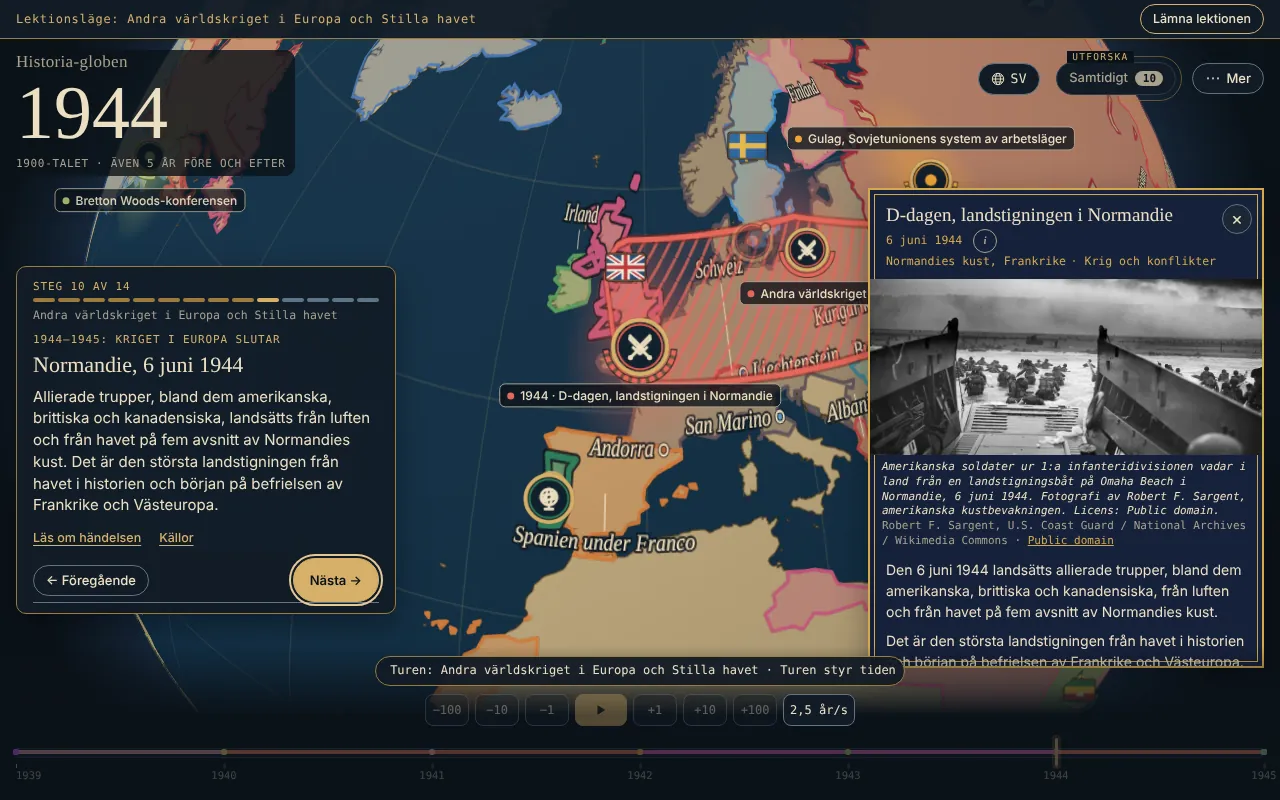 Lektionsläge: Andra världskriget i Europa och Stilla havet
Lämna lektionen
Historia-globen
1944
1900-TALET · ÄVEN 5 ÅR FÖRE OCH EFTER
UTFORSKA
SV
Samtidigt 10
··· Mer
Finland
Gulag, Sovjetunionens system av arbetsläger
Bretton Woods-konferensen
Irland
Schweiz
Andra världskriget
Liechtenstein
1944 · D-dagen, landstigningen i Normandie
San Marino
Andorra
Spanien under Franco
STEG 10 AV 14
Andra världskriget i Europa och Stilla havet
1944–1945: KRIGET I EUROPA SLUTAR
Normandie, 6 juni 1944
Allierade trupper, bland dem amerikanska,
brittiska och kanadensiska, landsätts från luften
och från havet på fem avsnitt av Normandies
kust. Det är den största landstigningen från
havet i historien och början på befrielsen av
Frankrike och Västeuropa.
Läs om händelsen Källor
← Föregående
Nästa →
D-dagen, landstigningen i Normandie
×
6 juni 1944 i
Normandies kust, Frankrike · Krig och konflikter
Amerikanska soldater ur 1:a infanteridivisionen vadar i
land från en landstigningsbåt på Omaha Beach i
Normandie, 6 juni 1944. Fotografi av Robert F. Sargent,
amerikanska kustbevakningen. Licens: Public domain.
Robert F. Sargent, U.S. Coast Guard / National Archives
/ Wikimedia Commons · Public domain
Den 6 juni 1944 landsätts allierade trupper, bland dem
amerikanska, brittiska och kanadensiska, från luften
och från havet på fem avsnitt av Normandies kust.
Det är den största landstigningen från havet i historien
och början på befrielsen av Frankrike och Västeuropa.
Turen: Andra världskriget i Europa och Stilla havet · Turen styr tiden
−100 −10 −1 +1 +10 +100 2,5 år/s
1939 1940 1941 1942 1943 1944 1945